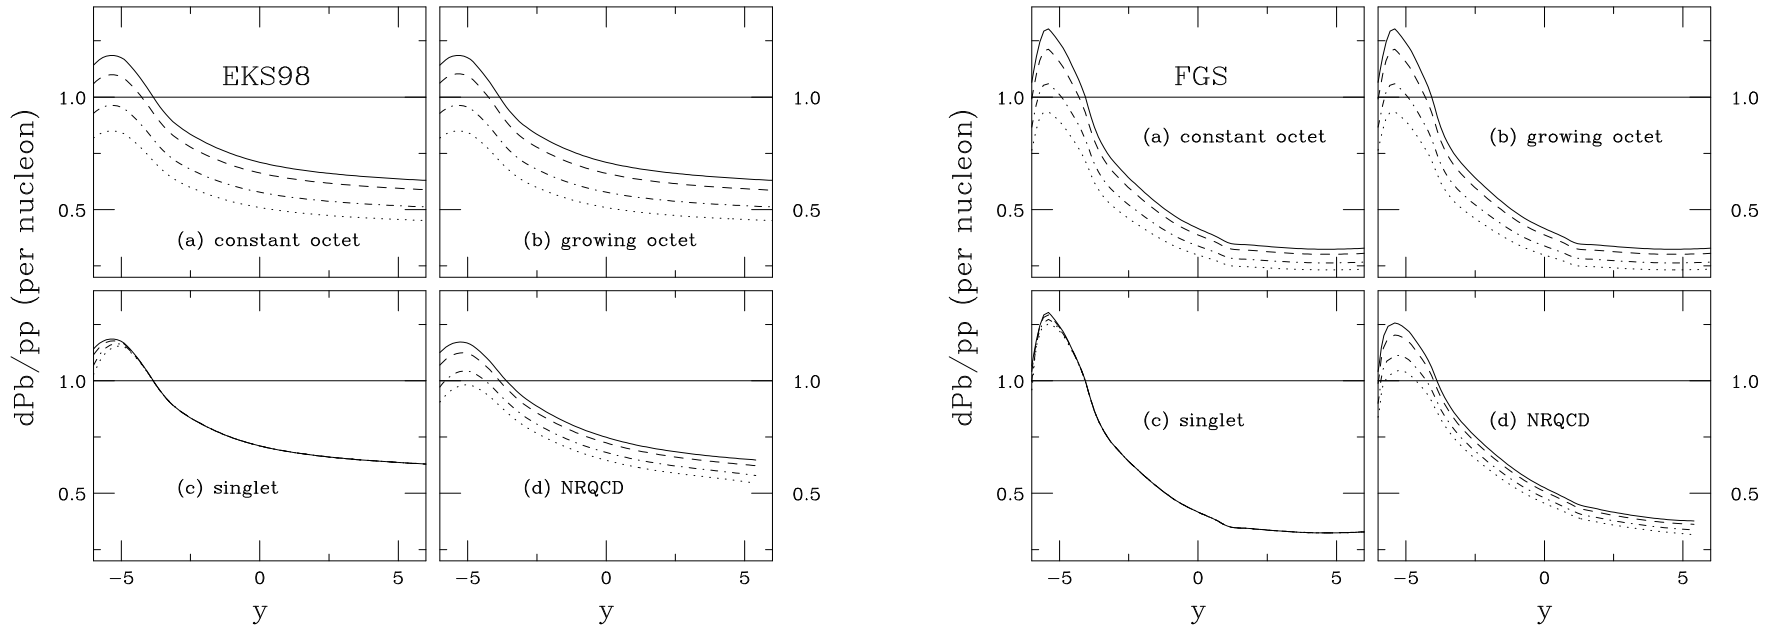 EKS98
1.0
0.5
(a) constant octet
(b) growing octet
1.0
0.5
dPb/pp (per nucleon)
1.0
0.5
(c) singlet
(d) NRQCD
1.0
0.5
−5 0 5
−5 0 5
y
y
FGS
1.0
0.5
(a) constant octet
(b) growing octet
1.0
0.5
dPb/pp (per nucleon)
1.0
0.5
(c) singlet
(d) NRQCD
1.0
0.5
−5 0 5
−5 0 5
y
y